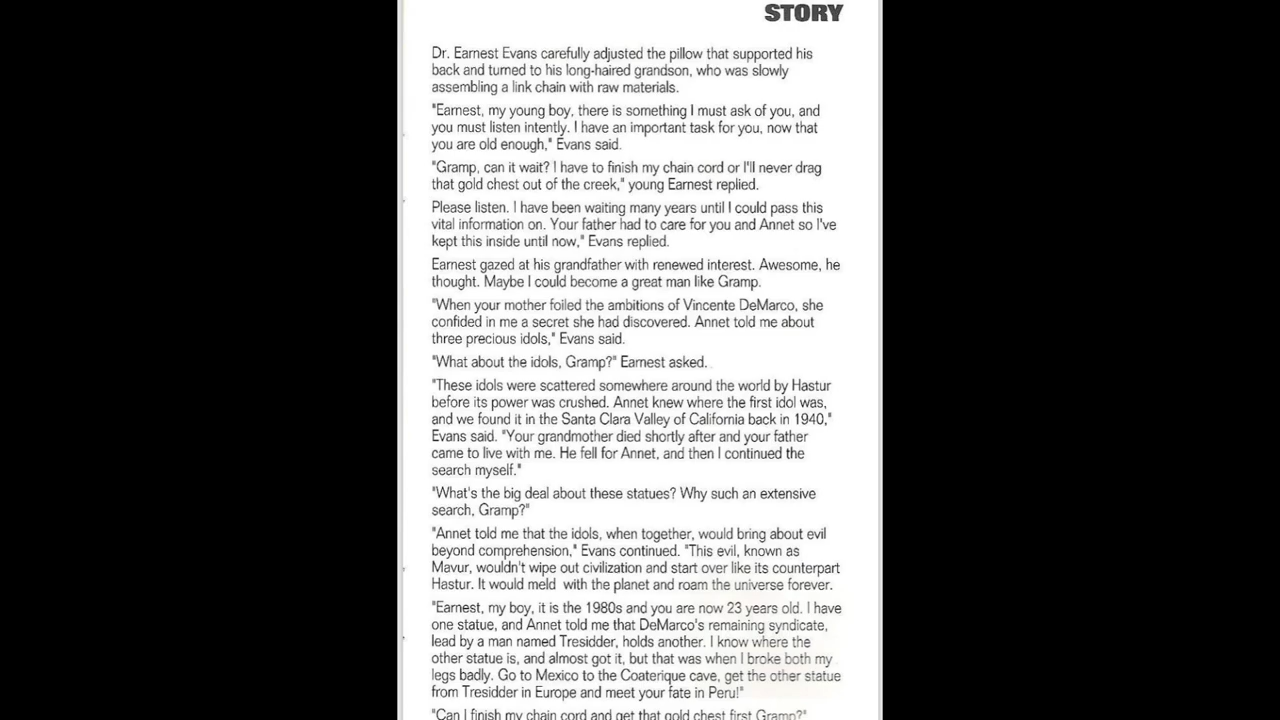 STORY
Dr. Earnest Evans carefully adjusted the pillow that supported his
back and turned to his long-haired grandson, who was slowly
assembling a link chain with raw materials.
"Earnest, my young boy, there is something I must ask of you, and
you must listen intently. I have an important task for you, now that
you are old enough," Evans said.
"Gramp, can it wait? I have to finish my chain cord or I'll never drag
that gold chest out of the creek," young Earnest replied.
Please listen. I have been waiting many years until I could pass this
vital information on. Your father had to care for you and Annet so I've
kept this inside until now," Evans replied.
Earnest gazed at his grandfather with renewed interest. Awesome, he
thought. Maybe I could become a great man like Gramp.
"When your mother foiled the ambitions of Vincente DeMarco, she
confided in me a secret she had discovered. Annet told me about
three precious idols," Evans said.
"What about the idols, Gramp?" Earnest asked.
"These idols were scattered somewhere around the world by Hastur
before its power was crushed. Annet knew where the first idol was,
and we found it in the Santa Clara Valley of California back in 1940,"
Evans said. "Your grandmother died shortly after and your father
came to live with me. He fell for Annet, and then I continued the
search myself."
"What's the big deal about these statues? Why such an extensive
search, Gramp?"
"Annet told me that the idols, when together, would bring about evil
beyond comprehension," Evans continued. "This evil, known as
Mavur, wouldn't wipe out civilization and start over like its counterpart
Hastur. It would meld with the planet and roam the universe forever.
"Earnest, my boy, it is the 1980s and you are now 23 years old. I have
one statue, and Annet told me that DeMarco's remaining syndicate,
lead by a man named Tresidder, holds another. I know where the
other statue is, and almost got it, but that was when I broke both my
legs badly. Go to Mexico to the Coaterique cave, get the other statue
from Tresidder in Europe and meet your fate in Peru!"
"Can I finish my chain cord and get that gold chest first Gramp?"